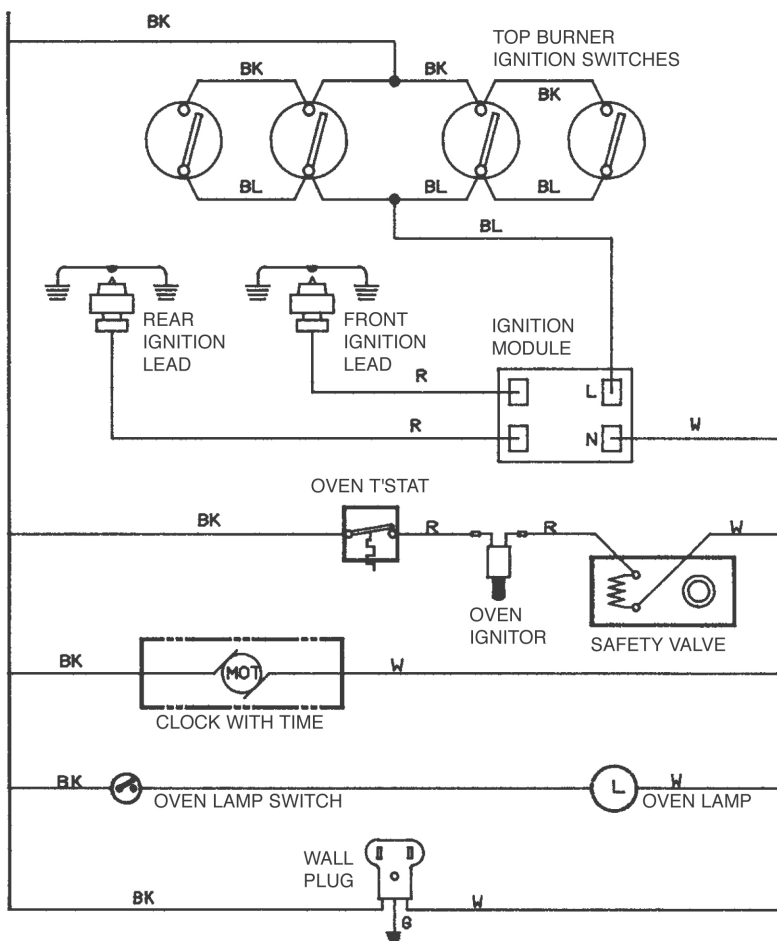 BK
TOP BURNER
IGNITION SWITCHES
BK
BK
BK
BL
BL
BL
BL
REAR
IGNITION
LEAD
FRONT
IGNITION
LEAD
IGNITION
MODULE
R
L
R
N
W
OVEN T'STAT
BK
R
R
W
OVEN
IGNITOR
SAFETY VALVE
BK
MOT
W
CLOCK WITH TIME
BK
OVEN LAMP SWITCH
L
W
OVEN LAMP
WALL
PLUG
BK
G
W